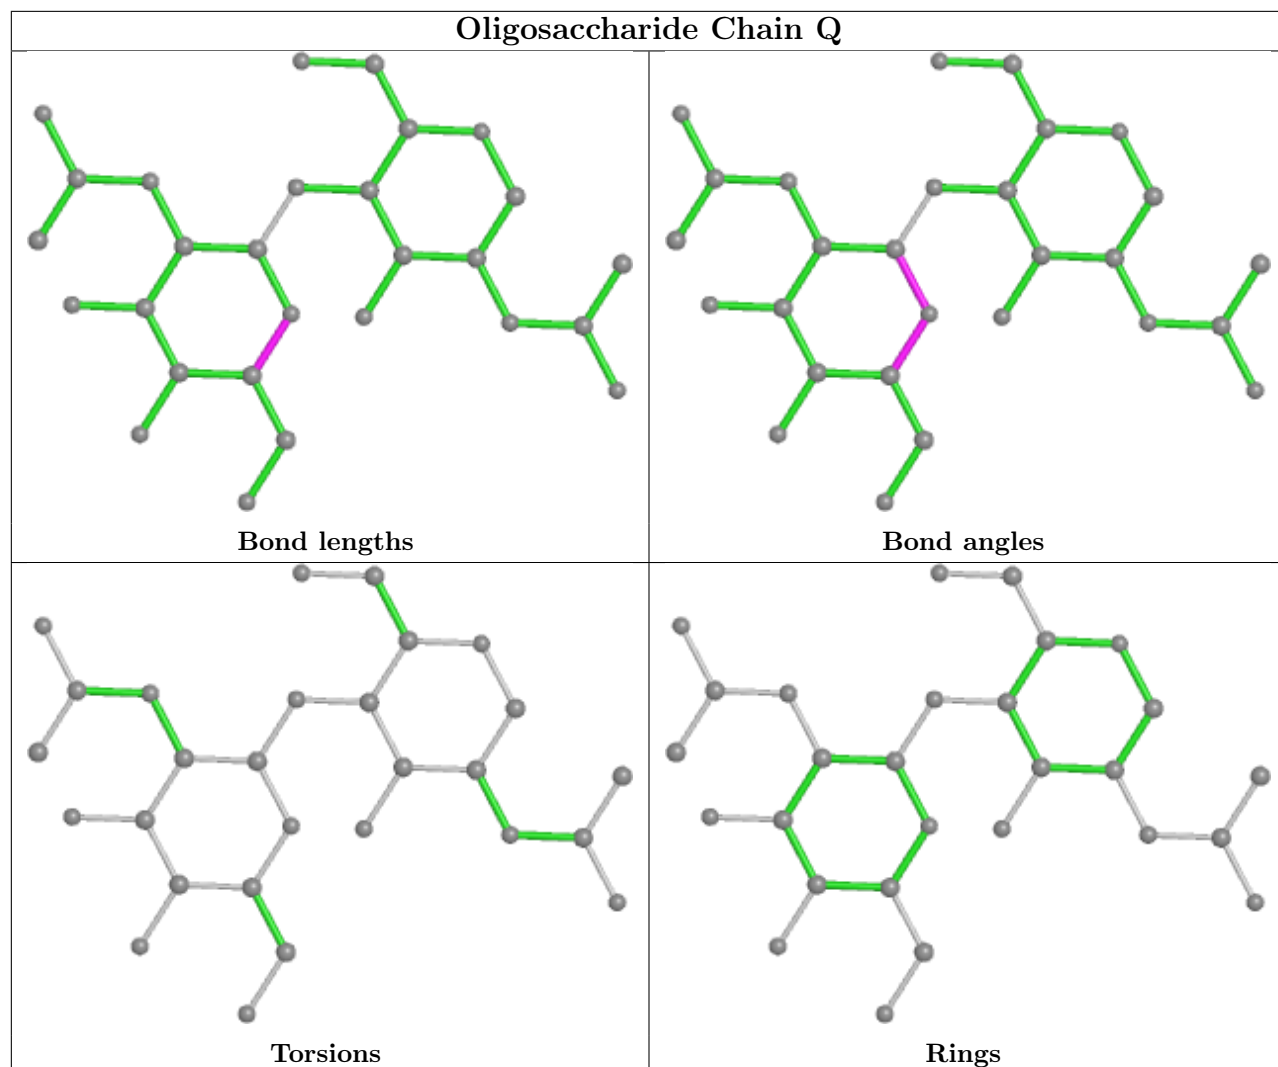 Oligosaccharide Chain Q
Bond lengths
Bond angles
Torsions
Rings